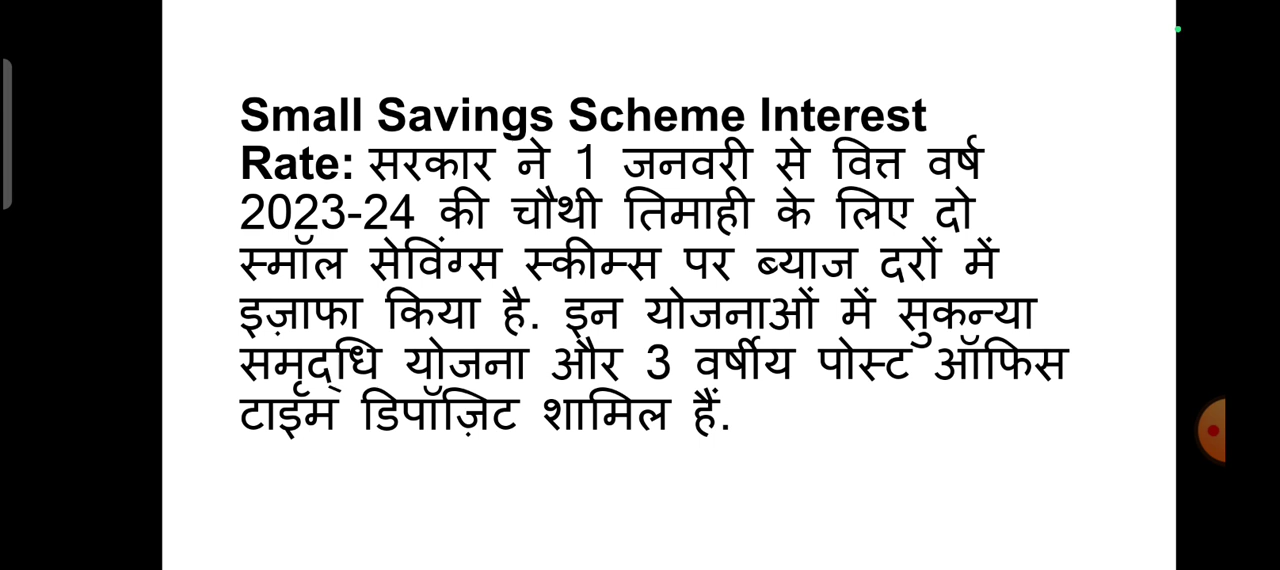 Small Savings Scheme Interest
Rate: सरकार ने 1 जनवरी से वित्त वर्ष
2023-24 की चौथी तिमाही के लिए दो
स्मॉल सेविंग्स स्कीम्स पर ब्याज दरों में
इज़ाफा किया है. इन योजनाओं में सुकन्या
समृद्धि योजना और 3 वर्षीय पोस्ट ऑफिस
टाइम डिपॉज़िट शामिल हैं.